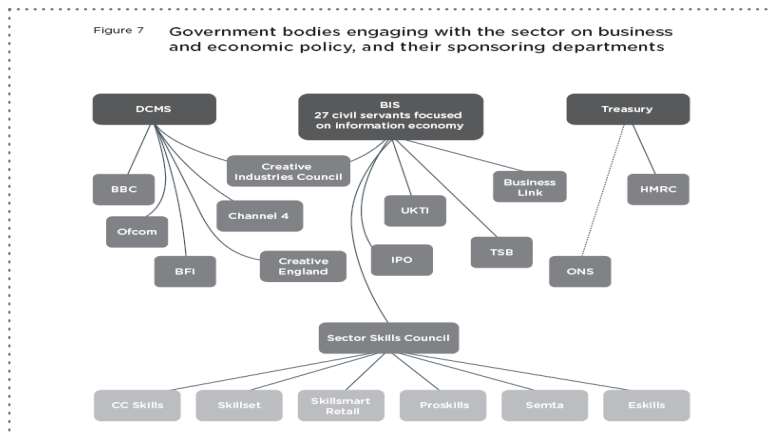 Figure 7
Government bodies engaging with the sector on business
and economic policy, and their sponsoring departments
DCMS
BIS
27 civil servants focused
on information economy
Treasury
Creative
Industries Council
BBC
Business
Link
HMRC
Channel 4
UKTI
Ofcom
BFI
Creative
England
IPO
TSB
ONS
Sector Skills Council
CC Skills
Skillset
Skillsmart
Retail
Proskills
Semta
Eskills